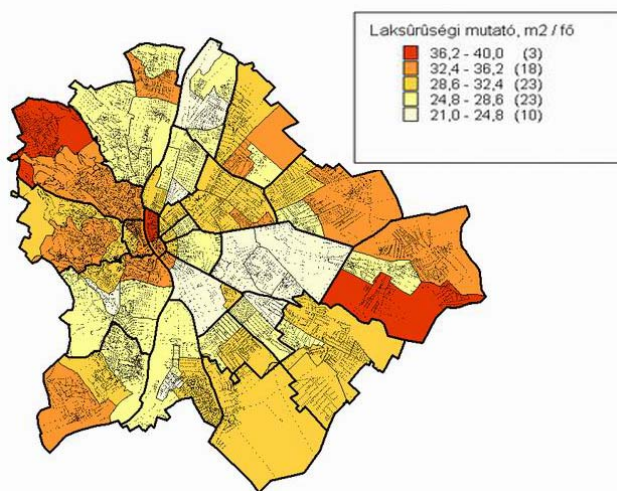 Laksûrûségi mutató, m2 / fő
36,2 - 40,0 (3)
32,4 - 36,2 (18)
28,6 - 32,4 (23)
24,8 - 28,6 (23)
21,0 - 24,8 (10)